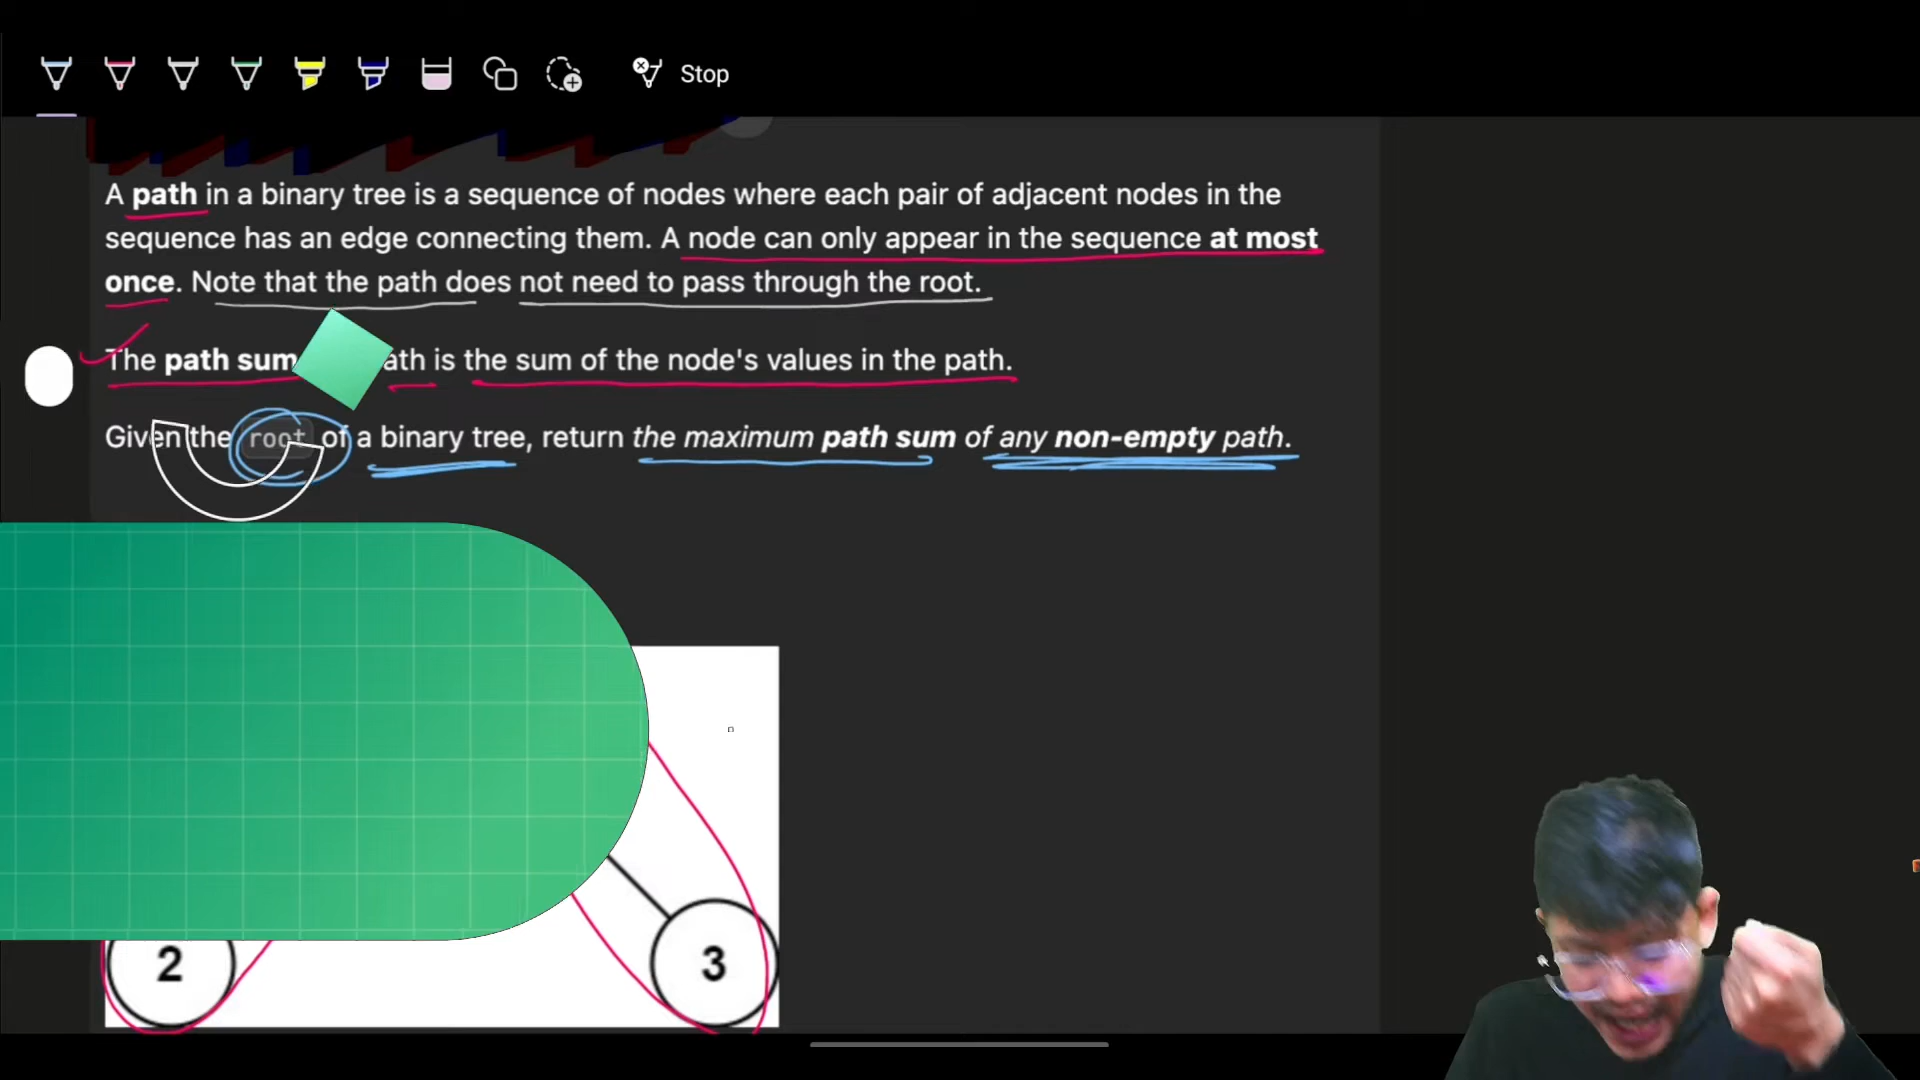 Stop
A path in a binary tree is a sequence of nodes where each pair of adjacent nodes in the
sequence has an edge connecting them. A node can only appear in the sequence at most
once. Note that the path does not need to pass through the root.
The path sum ath is the sum of the node's values in the path.
Given the root of a binary tree, return the maximum path sum of any non-empty path.
2
3